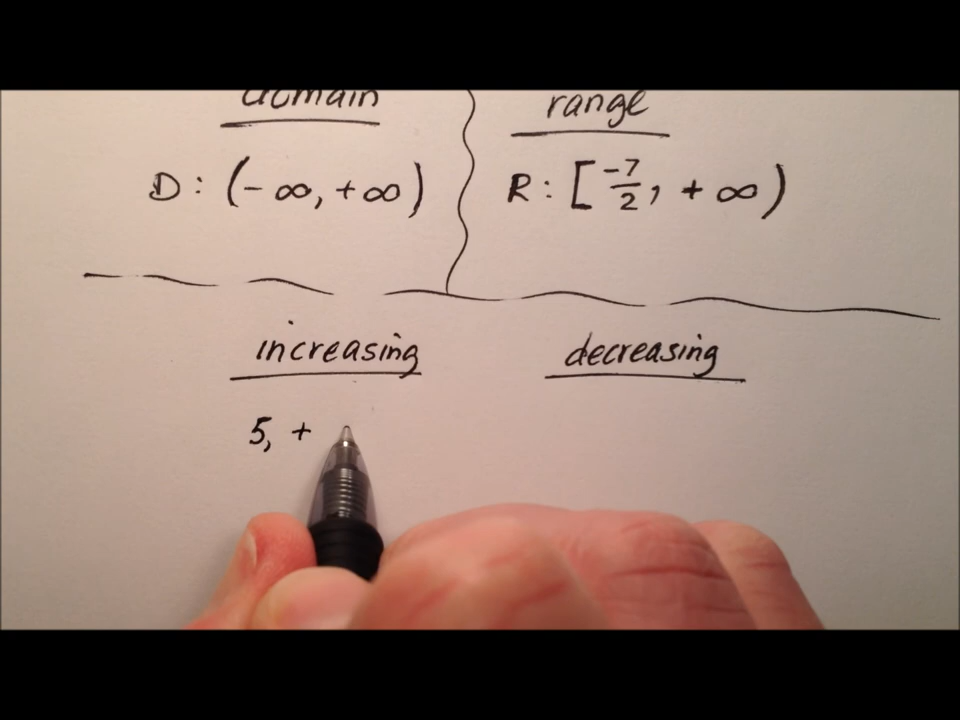 domain
range
D : (- ∞, + ∞)
R : [-7/2, + ∞)
increasing
decreasing
5, +